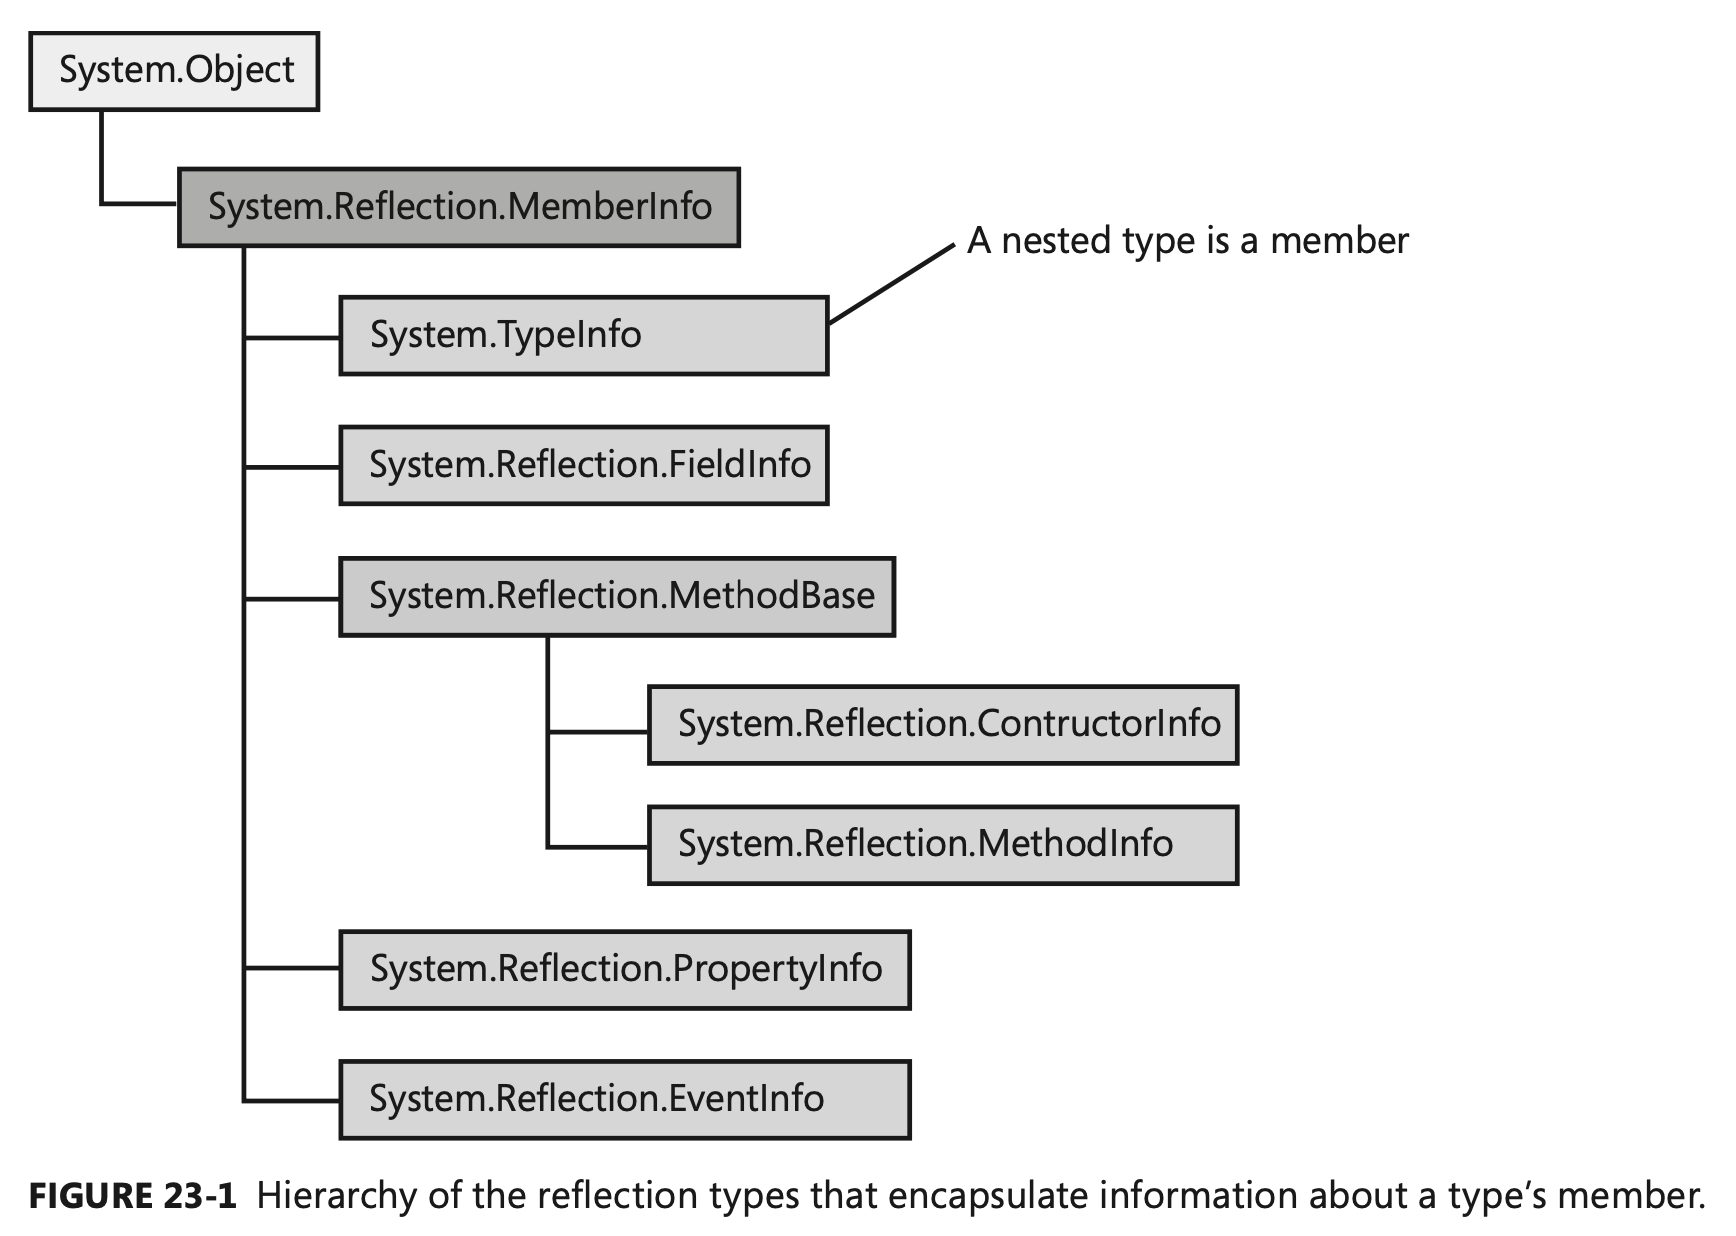 System.Object
System.Reflection.MemberInfo
A nested type is a member
System.TypeInfo
System.Reflection.FieldInfo
System.Reflection.MethodBase
System.Reflection.ContructorInfo
System.Reflection.MethodInfo
System.Reflection.PropertyInfo
System.Reflection.EventInfo
FIGURE 23-1 Hierarchy of the reflection types that encapsulate information about a type’s member.